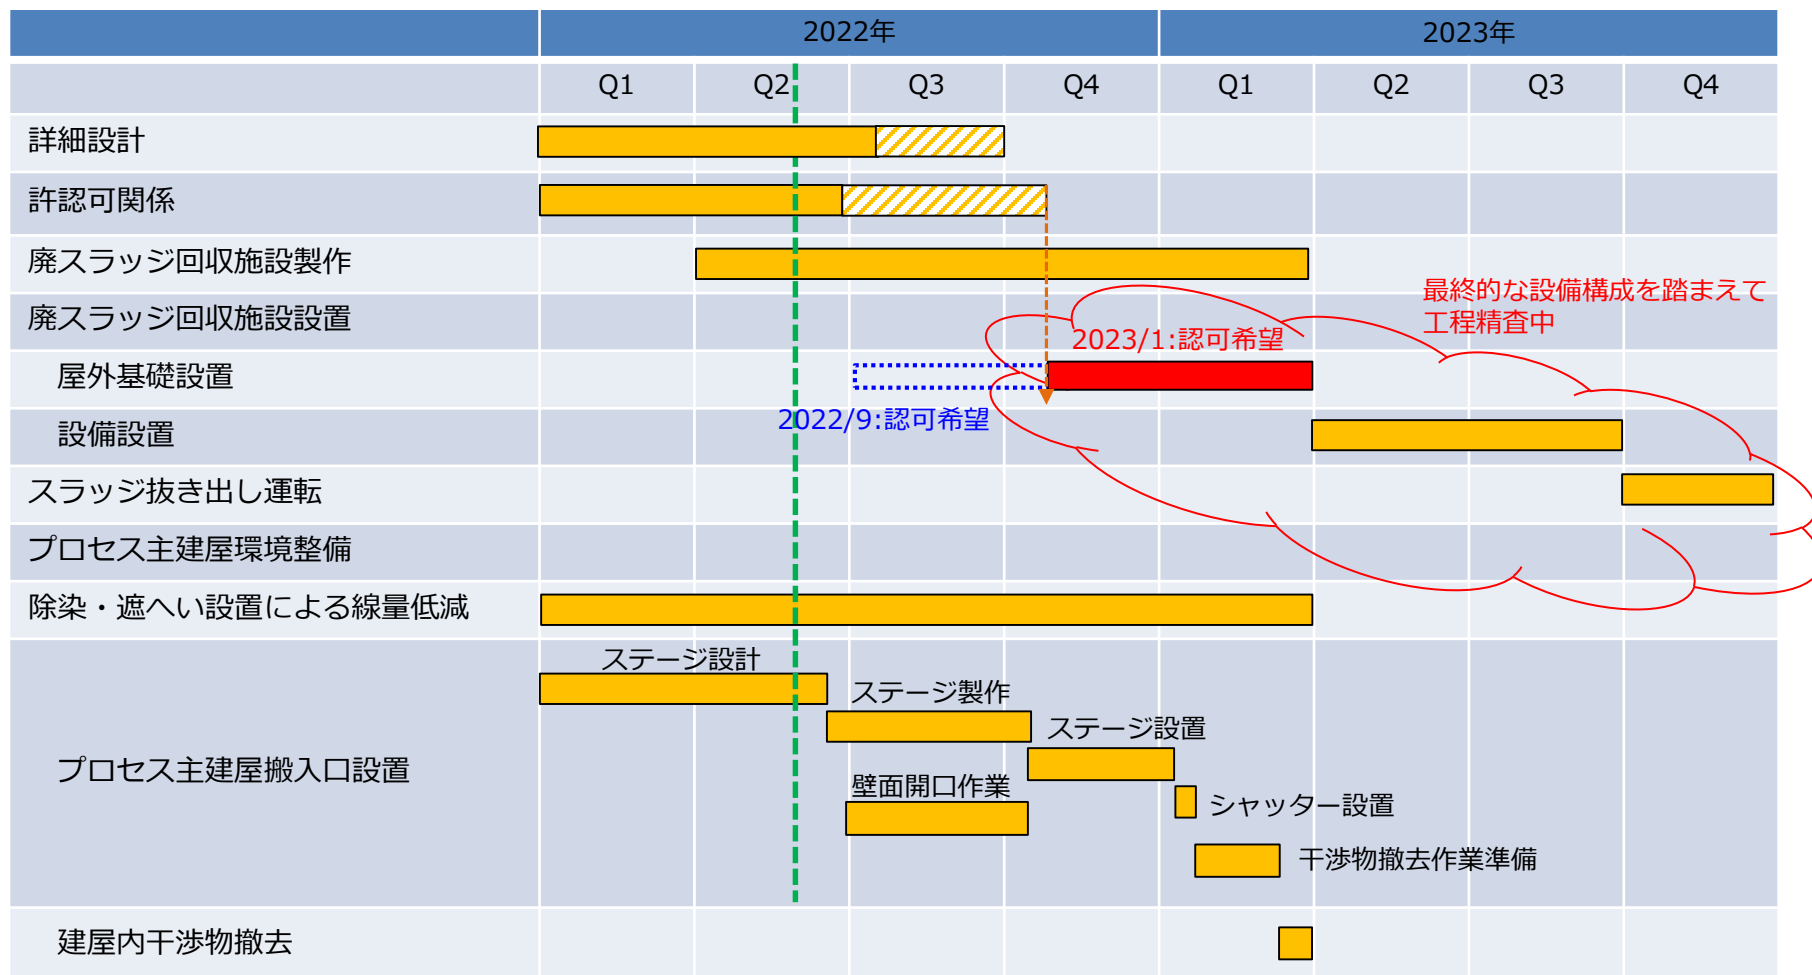 2022年
2023年
Q1
Q2
Q3
Q4
Q1
Q2
Q3
Q4
詳細設計
許認可関係
廃スラッジ回収施設製作
廃スラッジ回収施設設置
最終的な設備構成を踏まえて
工程精査中
2023/1:認可希望
屋外基礎設置
2022/9:認可希望
設備設置
スラッジ抜き出し運転
プロセス主建屋環境整備
除染・遮へい設置による線量低減
ステージ設計
ステージ製作
ステージ設置
プロセス主建屋搬入口設置
壁面開口作業
シャッター設置
干渉物撤去作業準備
建屋内干渉物撤去